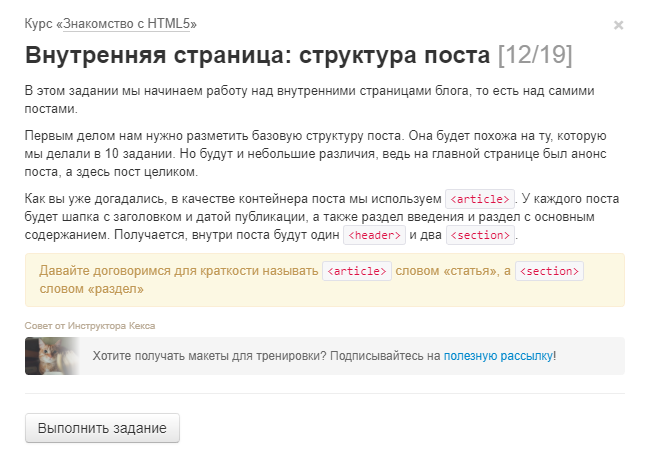 Курс «Знакомство с HTML5»
×
Внутренняя страница: структура поста [12/19]
В этом задании мы начинаем работу над внутренними страницами блога, то есть над самими
постами.
Первым делом нам нужно разметить базовую структуру поста. Она будет похожа на ту, которую
мы делали в 10 задании. Но будут и небольшие различия, ведь на главной странице был анонс
поста, а здесь пост целиком.
Как вы уже догадались, в качестве контейнера поста мы используем <article>. У каждого поста
будет шапка с заголовком и датой публикации, а также раздел введения и раздел с основным
содержанием. Получается, внутри поста будут один <header> и два <section>.
Давайте договоримся для краткости называть <article> словом «статья», а <section>
словом «раздел»
Совет от Инструктора Кекса
Хотите получать макеты для тренировки? Подписывайтесь на полезную рассылку!
Выполнить задание